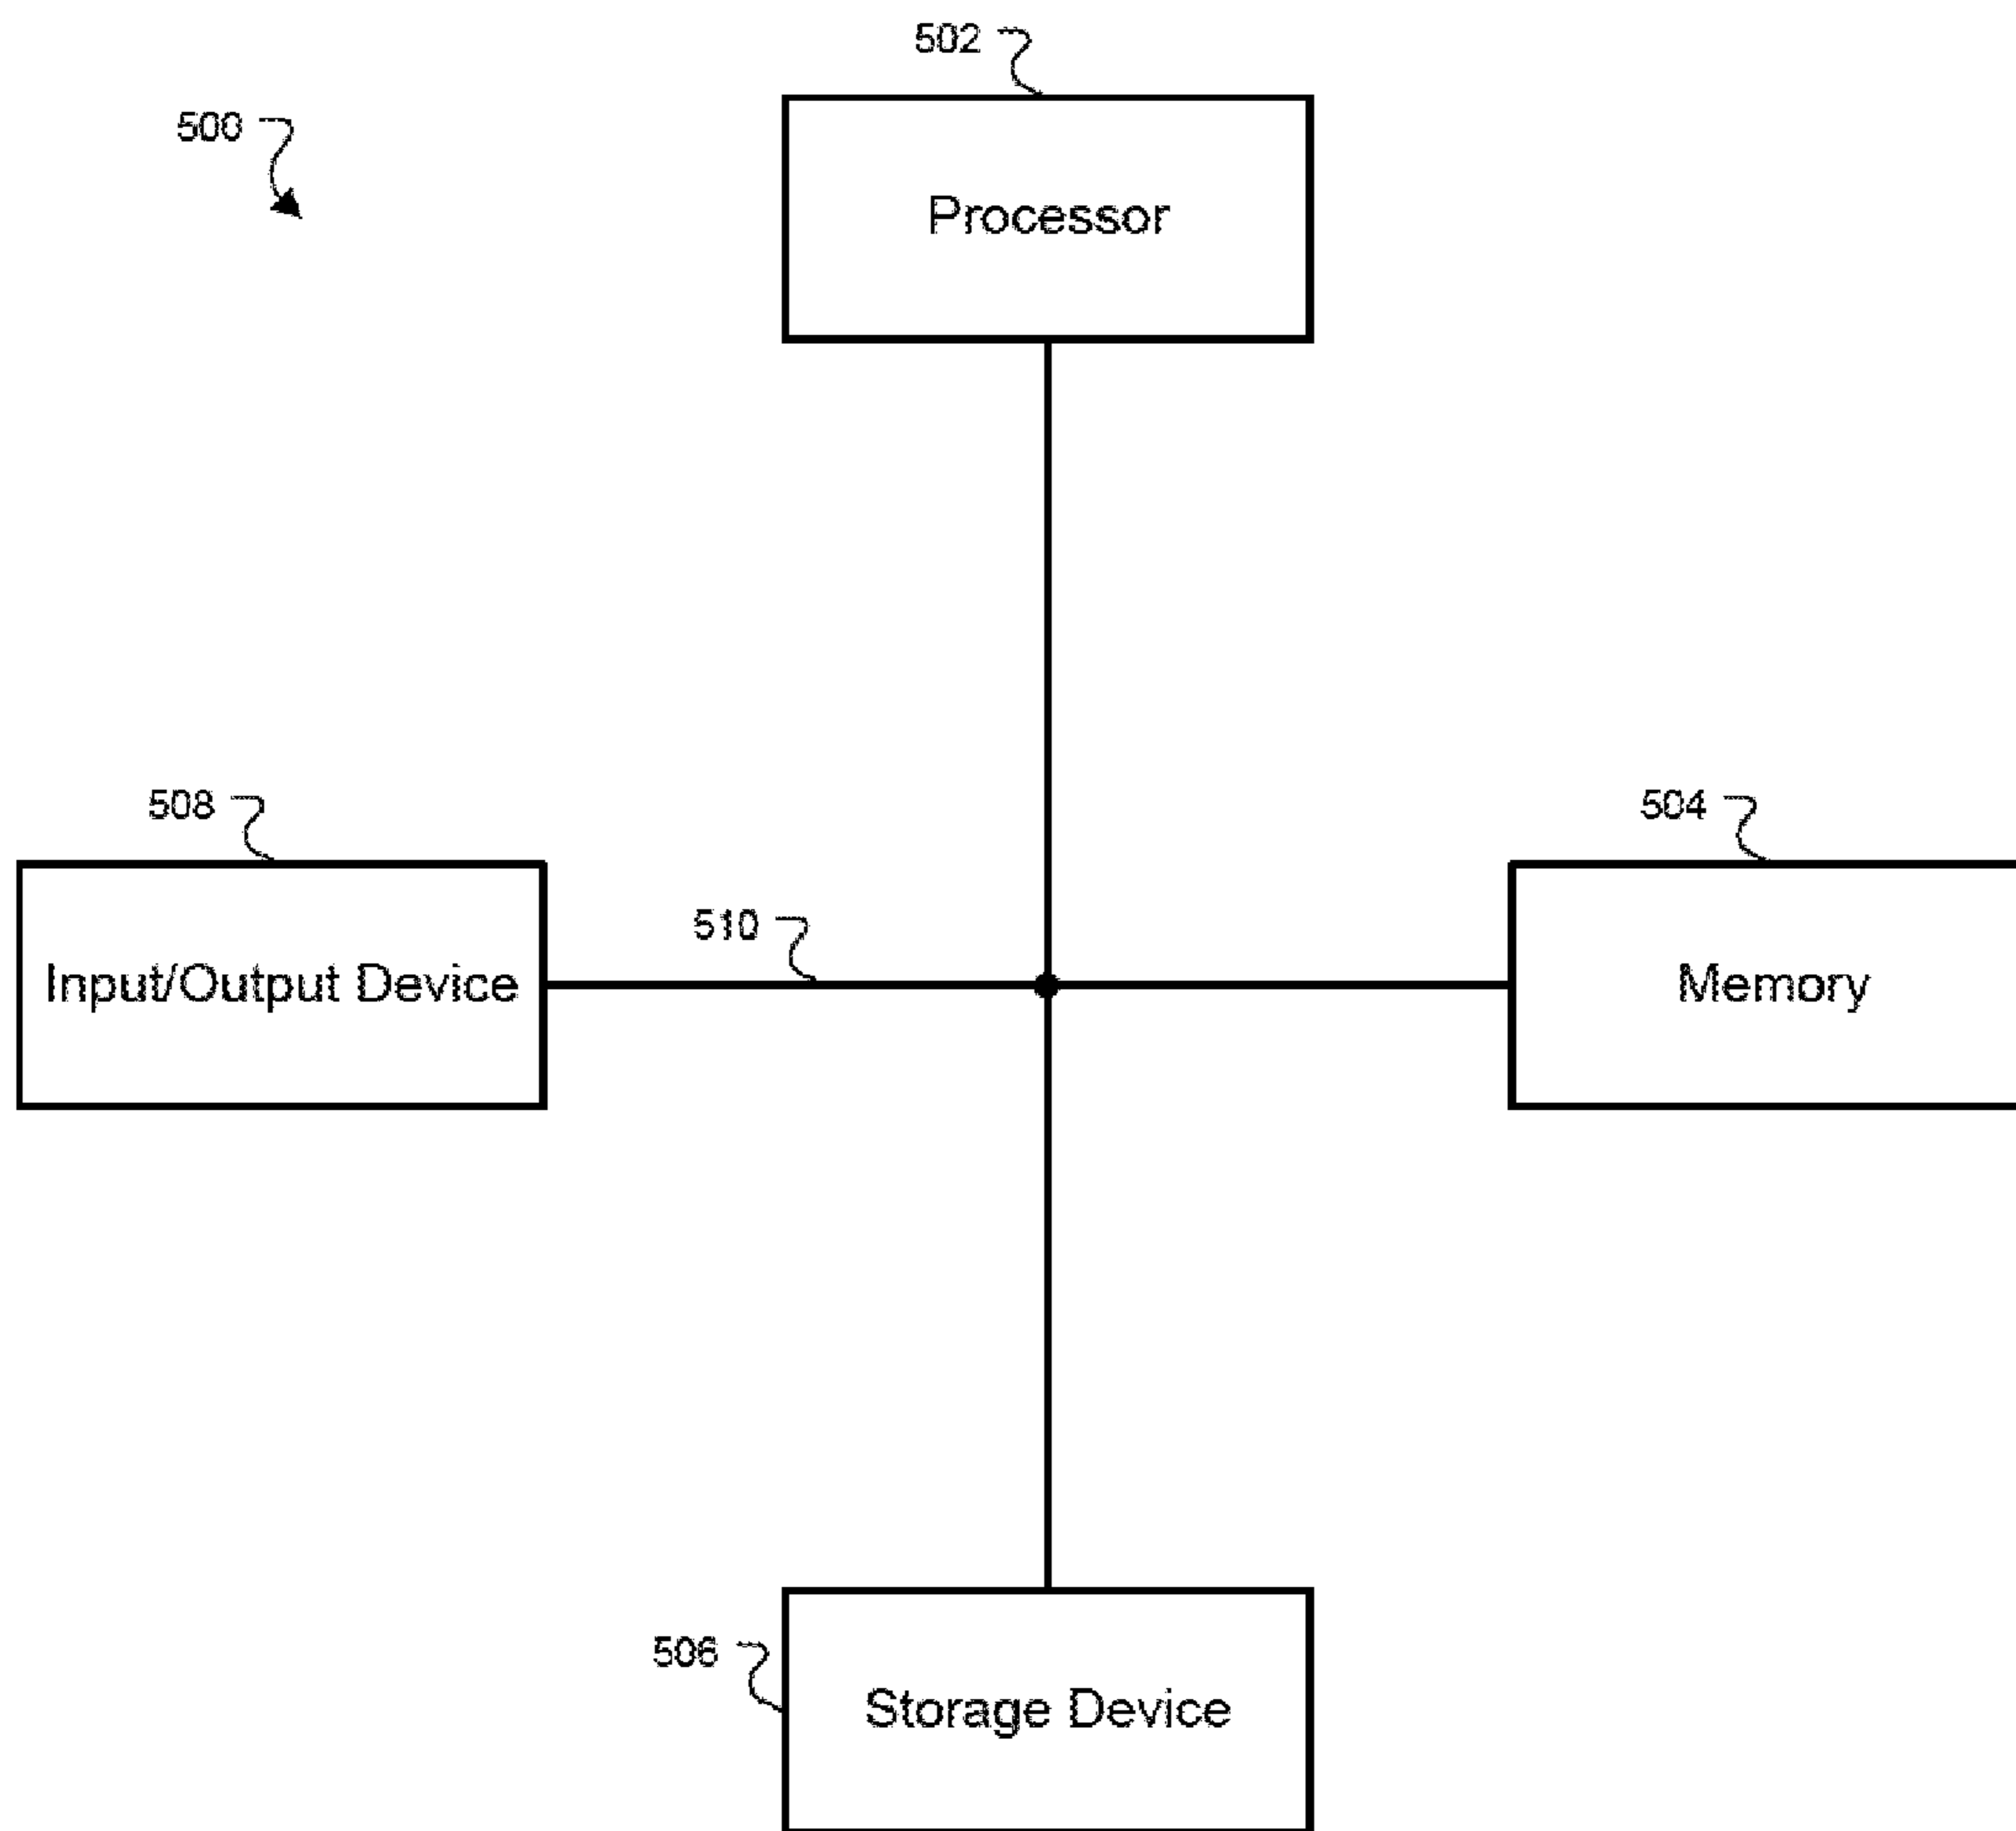 502
500
Processor
508
504
510
Input/Output Device
Memory
506
Storage Device